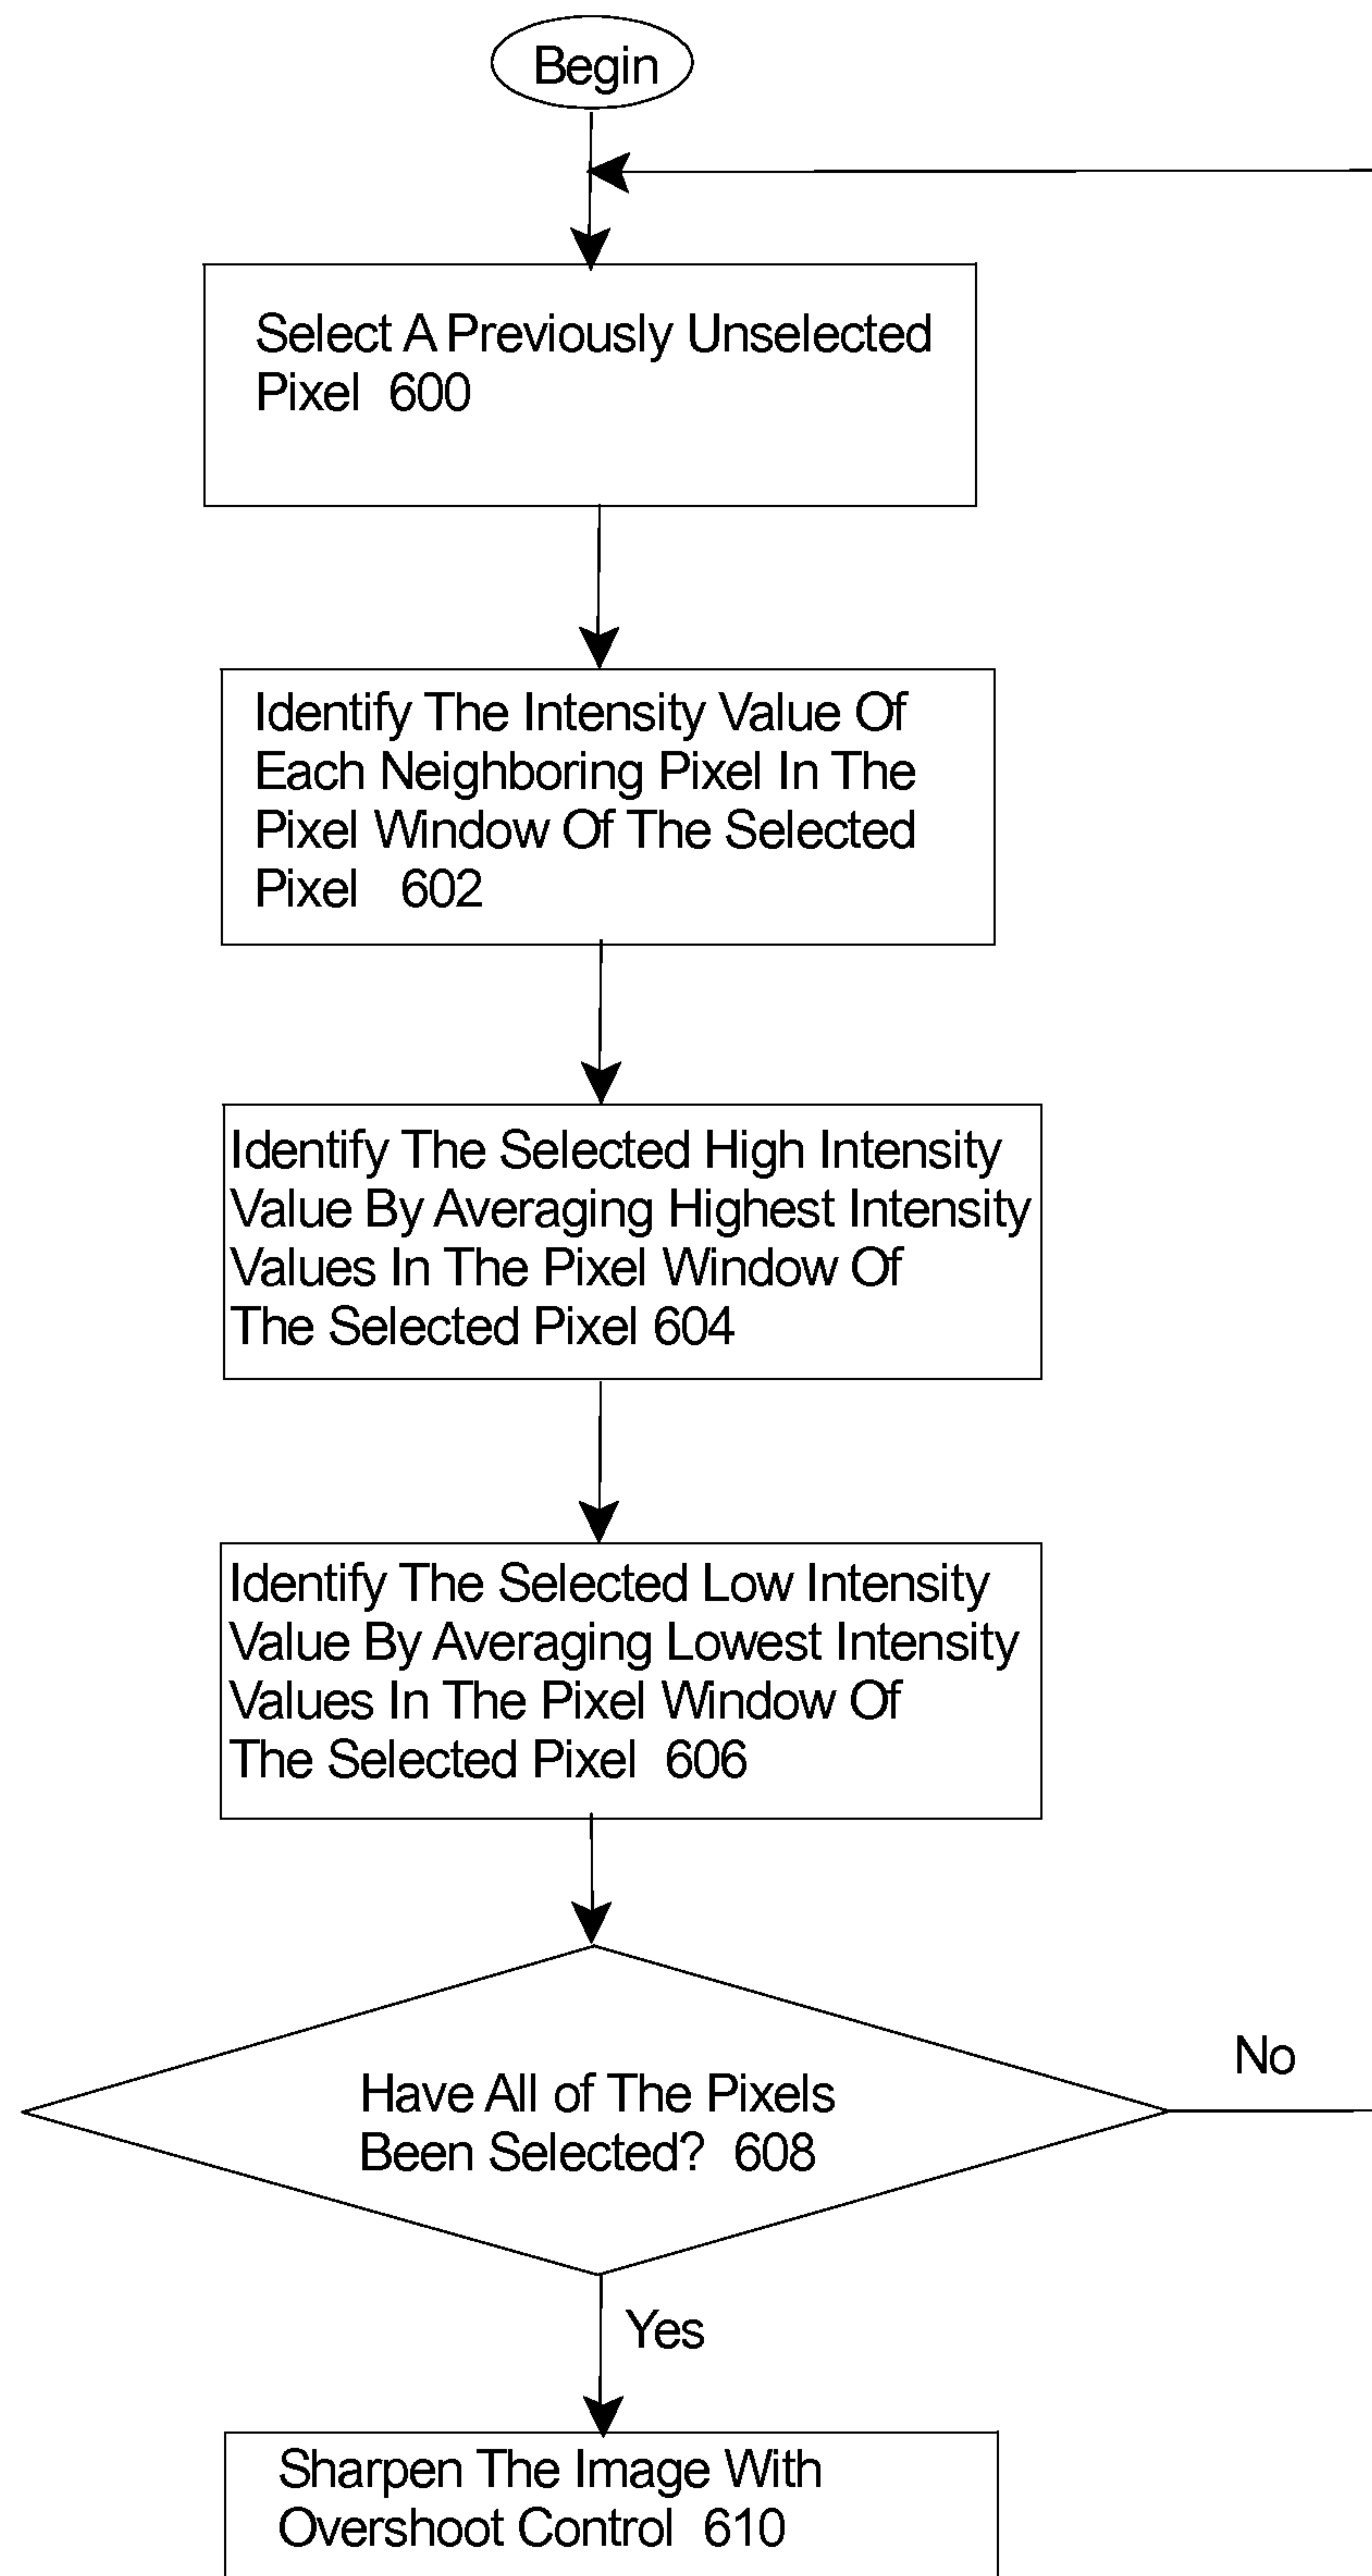 Begin
Select A Previously Unselected
Pixel 600
Identify The Intensity Value Of
Each Neighboring Pixel In The
Pixel Window Of The Selected
Pixel 602
Identify The Selected High Intensity
Value By Averaging Highest Intensity
Values In The Pixel Window Of
The Selected Pixel 604
Identify The Selected Low Intensity
Value By Averaging Lowest Intensity
Values In The Pixel Window Of
The Selected Pixel 606
No
Have All of The Pixels
Been Selected? 608
Yes
Sharpen The Image With
Overshoot Control 610